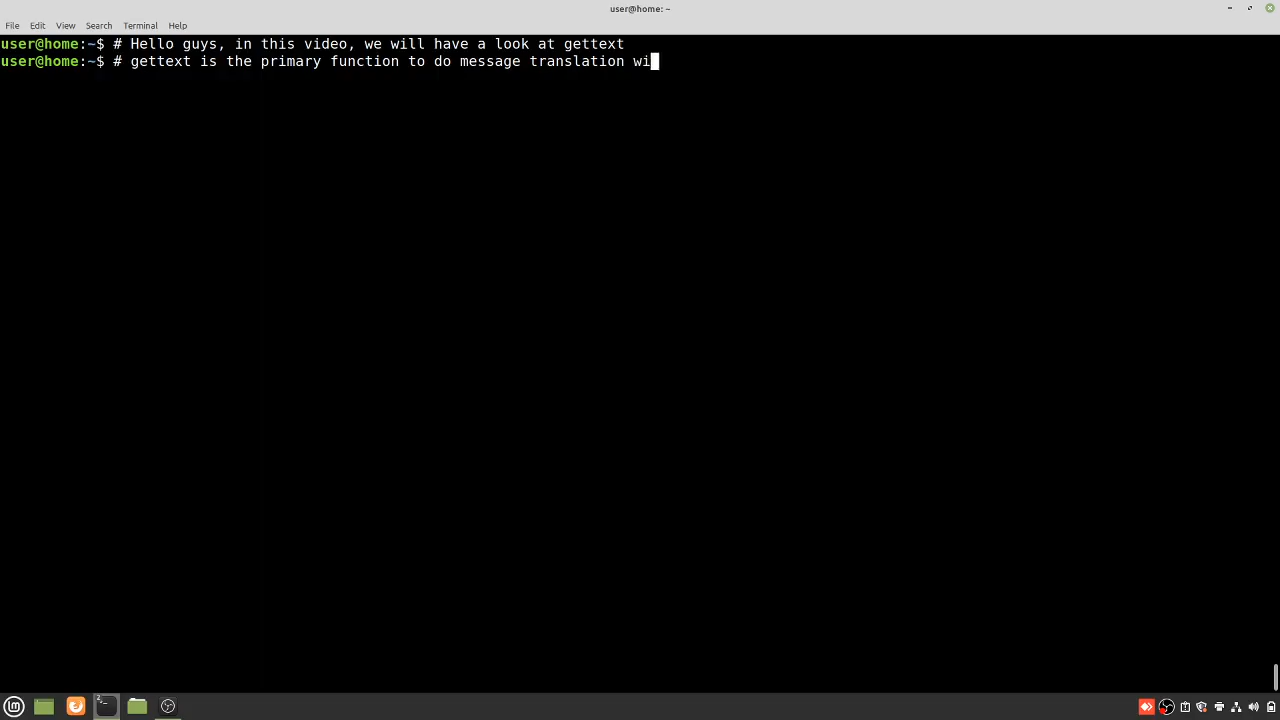 user@home: ~
File Edit View Search Terminal Help
user@home:~$ # Hello guys, in this video, we will have a look at gettext
user@home:~$ # gettext is the primary function to do message translation wi